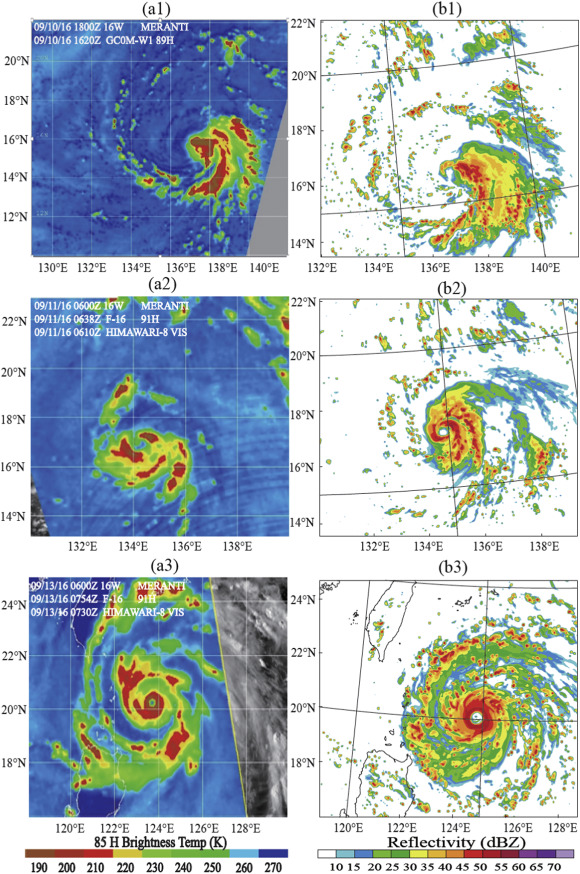 (a1) (b1)
09/10/16 1800Z 16W MERANTI
09/10/16 1620Z GC0M-W1 89H
20°N
18°N
16°N
14°N
12°N
130°E 132°E 134°E 136°E 138°E 140°E
22°N
20°N
18°N
16°N
14°N
132°E 134°E 136°E 138°E 140°E
(a2) (b2)
09/11/16 0600Z 16W MERANTI
09/11/16 0638Z F-16 91H
09/11/16 0610Z HIMAWARI-8 VIS
22°N
20°N
18°N
16°N
14°N
132°E 134°E 136°E 138°E
22°N
20°N
18°N
16°N
14°N
132°E 134°E 136°E 138°E
(a3) (b3)
09/13/16 0600Z 16W MERANTI
09/13/16 0754Z F-16 91H
09/13/16 0730Z HIMAWARI-8 VIS
24°N
22°N
20°N
18°N
120°E 122°E 124°E 126°E 128°E
24°N
22°N
20°N
18°N
120°E 122°E 124°E 126°E 128°E
85 H Brightness Temp (K)
190 200 210 220 230 240 250 260 270
Reflectivity (dBZ)
10 15 20 25 30 35 40 45 50 55 60 65 70